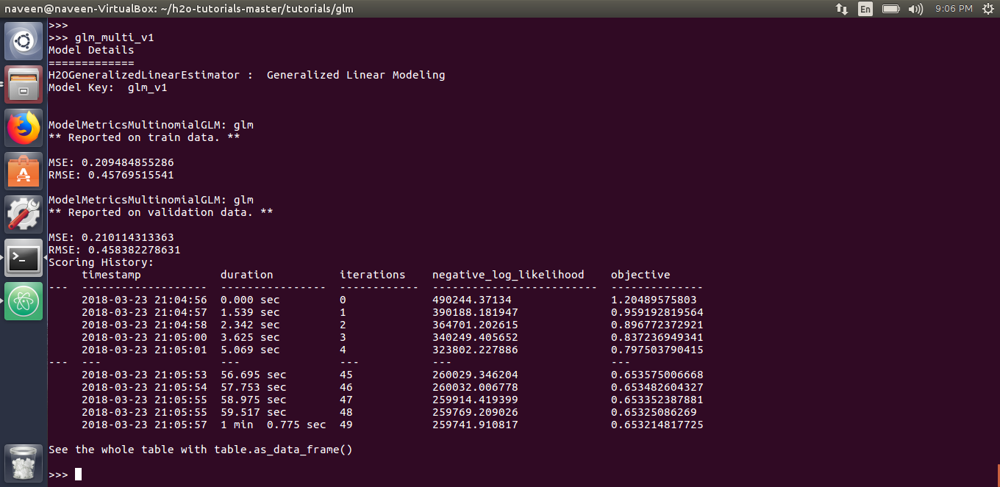 naveen@naveen-VirtualBox: ~/h2o-tutorials-master/tutorials/glm En 9:06 PM
>>>
>>> glm_multi_v1
Model Details
=============
H2OGeneralizedLinearEstimator :  Generalized Linear Modeling
Model Key:  glm_v1
ModelMetricsMultinomialGLM: glm
** Reported on train data. **
MSE: 0.209484855286
RMSE: 0.45769515541
ModelMetricsMultinomialGLM: glm
** Reported on validation data. **
MSE: 0.210114313363
RMSE: 0.458382278631
Scoring History:
     timestamp            duration          iterations    negative_log_likelihood    objective
---  -------------------  ----------------  ------------  -------------------------  --------------
     2018-03-23 21:04:56  0.000 sec         0             490244.37134               1.20489575803
     2018-03-23 21:04:57  1.539 sec         1             390188.181947              0.959192819564
     2018-03-23 21:04:58  2.342 sec         2             364701.202615              0.896772372921
     2018-03-23 21:05:00  3.625 sec         3             340249.405652              0.837236949341
     2018-03-23 21:05:01  5.069 sec         4             323802.227886              0.797503790415
---  ---                  ---               ---           ---                        ---
     2018-03-23 21:05:53  56.695 sec        45            260029.346204              0.653575006668
     2018-03-23 21:05:54  57.753 sec        46            260032.006778              0.653482604327
     2018-03-23 21:05:55  58.975 sec        47            259914.419399              0.653352387881
     2018-03-23 21:05:55  59.517 sec        48            259769.209026              0.65325086269
     2018-03-23 21:05:57  1 min  0.775 sec  49            259741.910817              0.653214817725
See the whole table with table.as_data_frame()
>>>